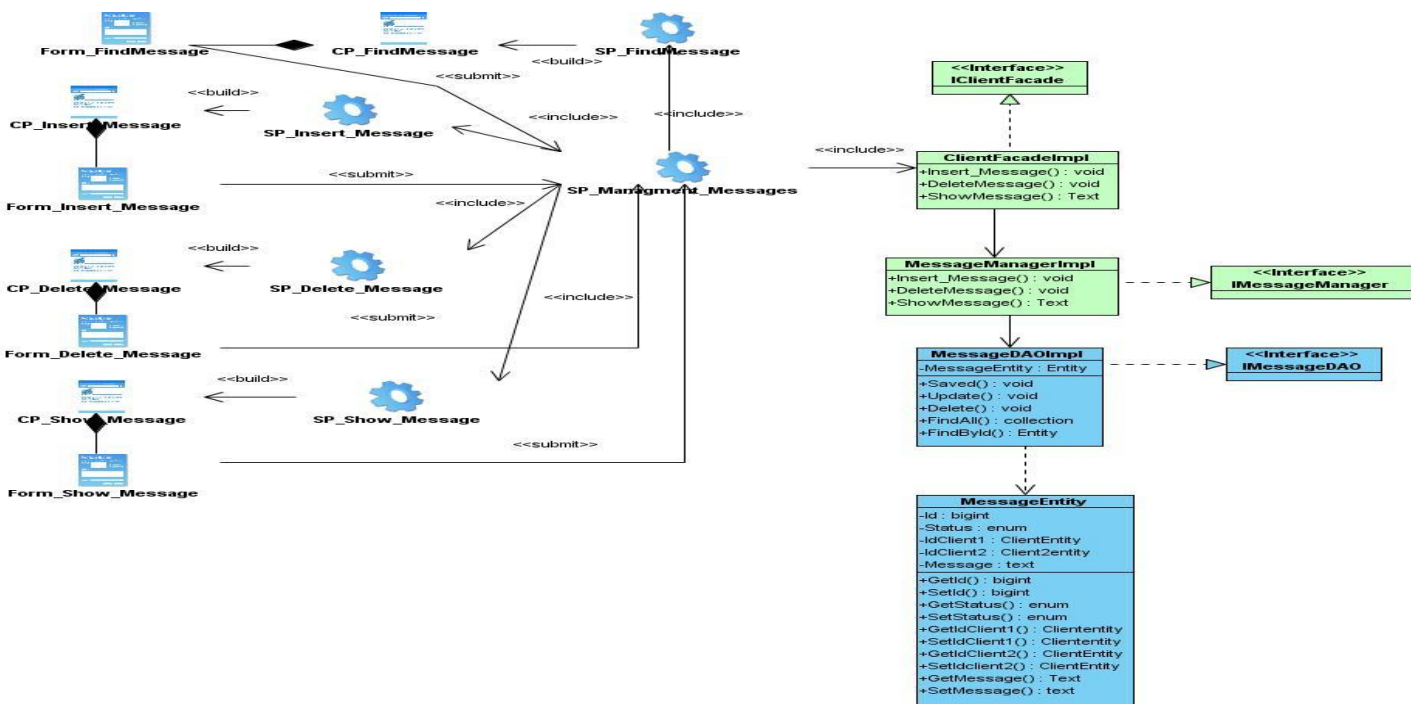 Form_FindMessage
CP_FindMessage
SP_FindMessage
<<build>>
<<submit>>
<<build>>
<<include>>
<<include>>
CP_Insert_Message
SP_Insert_Message
<<include>>
SP_Managment_Messages
<<submit>>
Form_Insert_Message
<<include>>
<<build>>
CP_Delete_Message
SP_Delete_Message
<<include>>
<<submit>>
Form_Delete_Message
<<build>>
CP_Show_Message
SP_Show_Message
<<submit>>
Form_Show_Message
<<Interface>>
IClientFacade
ClientFacadeImpl
+Insert_Message() : void
+DeleteMessage() : void
+ShowMessage() : Text
MessageManagerImpl
+Insert_Message() : void
+DeleteMessage() : void
+ShowMessage() : Text
<<Interface>>
IMessageManager
MessageDAOImpl
-MessageEntity : Entity
+Saved() : void
+Update() : void
+Delete() : void
+FindAll() : collection
+FindById() : Entity
<<Interface>>
IMessageDAO
MessageEntity
-Id : bigint
-Status : enum
-IdClient1 : ClientEntity
-IdClient2 : Client2entity
-Message : text
+GetId() : bigint
+SetId() : bigint
+GetStatus() : enum
+SetStatus() : enum
+GetIdClient1() : Cliententity
+SetIdClient1() : Cliententity
+GetIdClient2() : ClientEntity
+SetIdclient2() : ClientEntity
+GetMessage() : Text
+SetMessage() : text